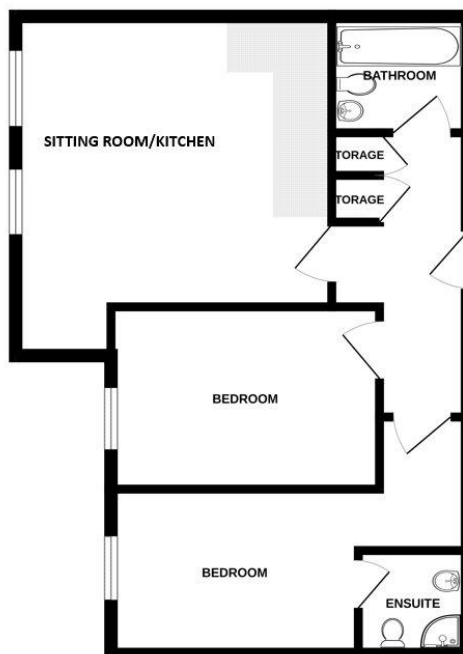 BATHROOM
SITTING ROOM/KITCHEN
TORAGE
TORAGE
BEDROOM
BEDROOM
ENSUITE